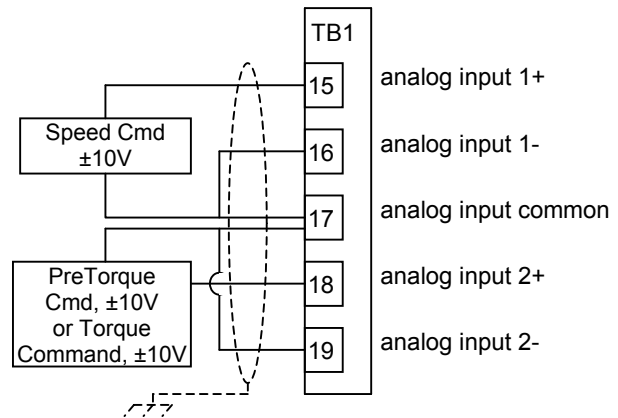 TB1
15 analog input 1+
Speed Cmd
±10V
16 analog input 1-
17 analog input common
PreTorque
Cmd, ±10V
or Torque
Command, ±10V
18 analog input 2+
19 analog input 2-